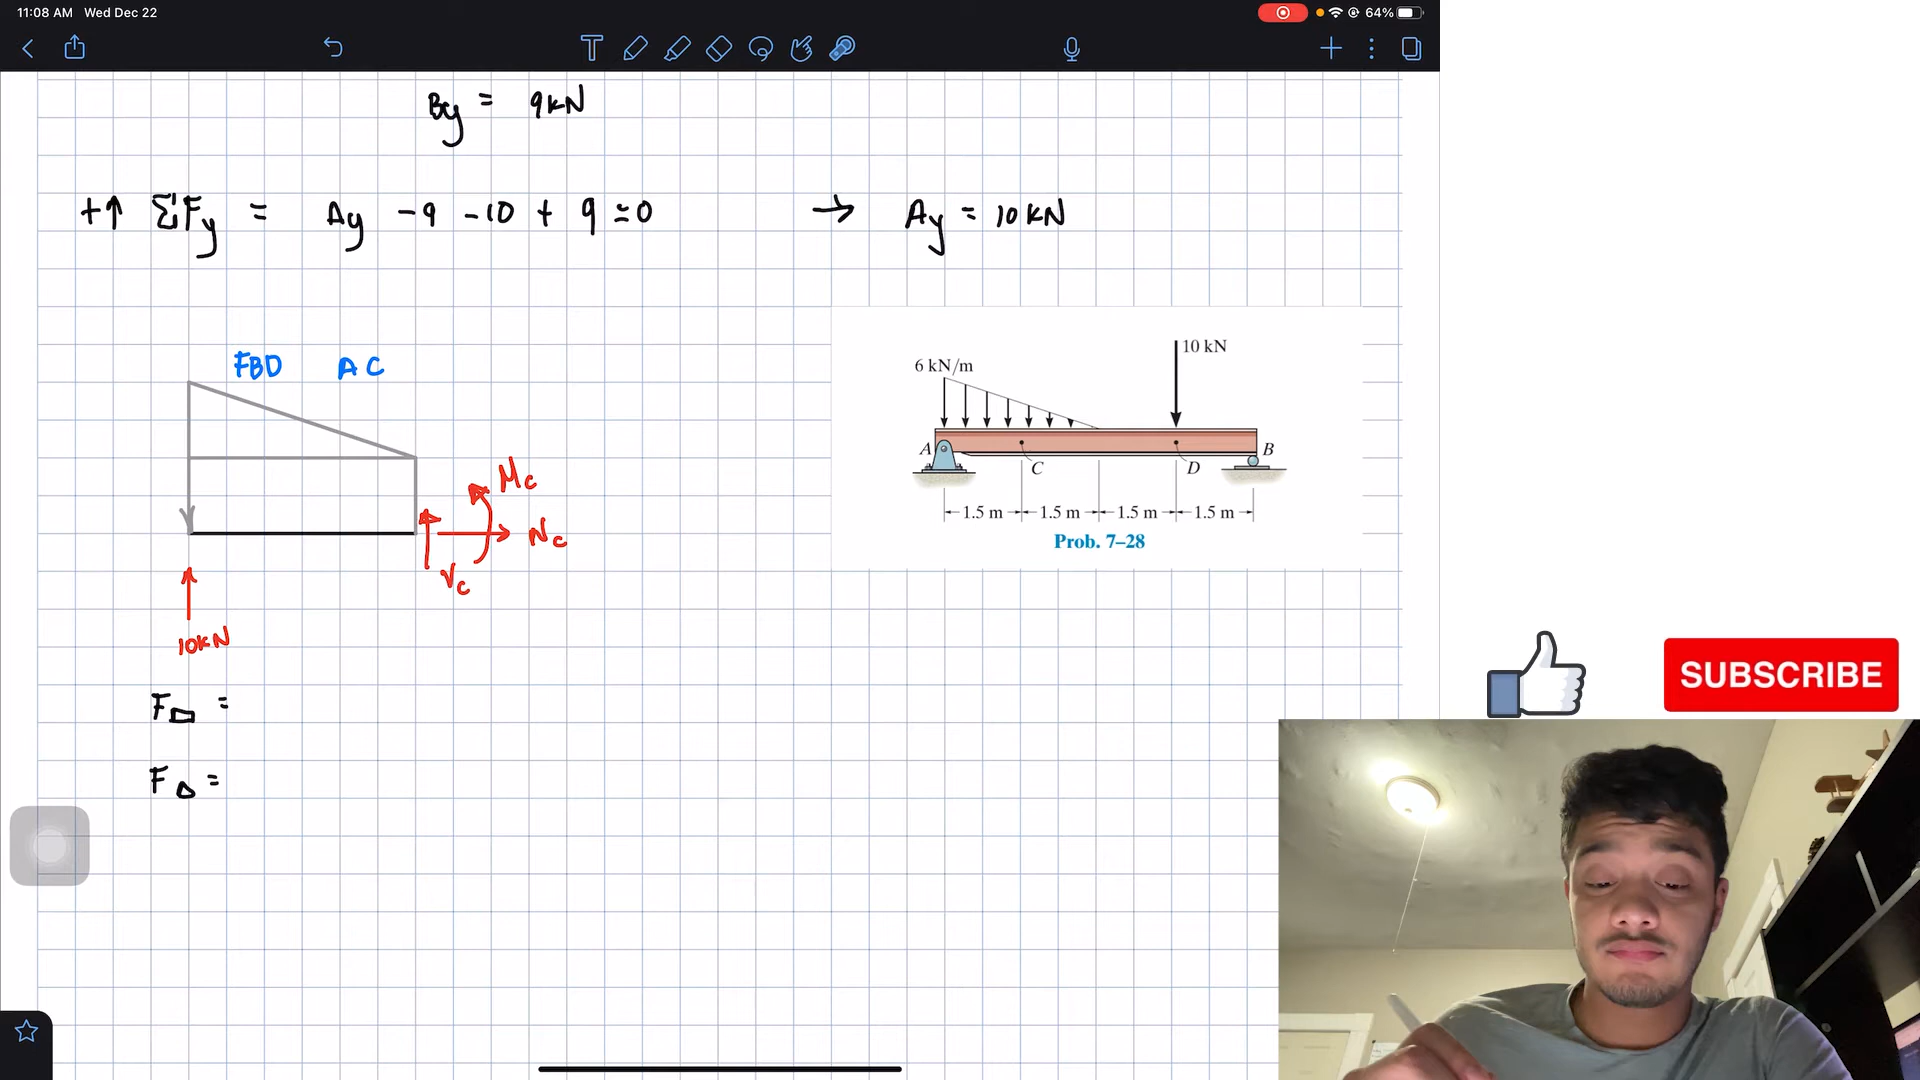 11:08 AM Wed Dec 22
64%
By = 9kN
+↑ ΣFy = Ay -9 -10 + 9 = 0 → Ay = 10kN
FBD AC
Mc
Nc
Vc
10kN
F▭ =
F△ =
10 kN
6 kN/m
A
B
C
D
1.5 m 1.5 m 1.5 m 1.5 m
Prob. 7–28
SUBSCRIBE